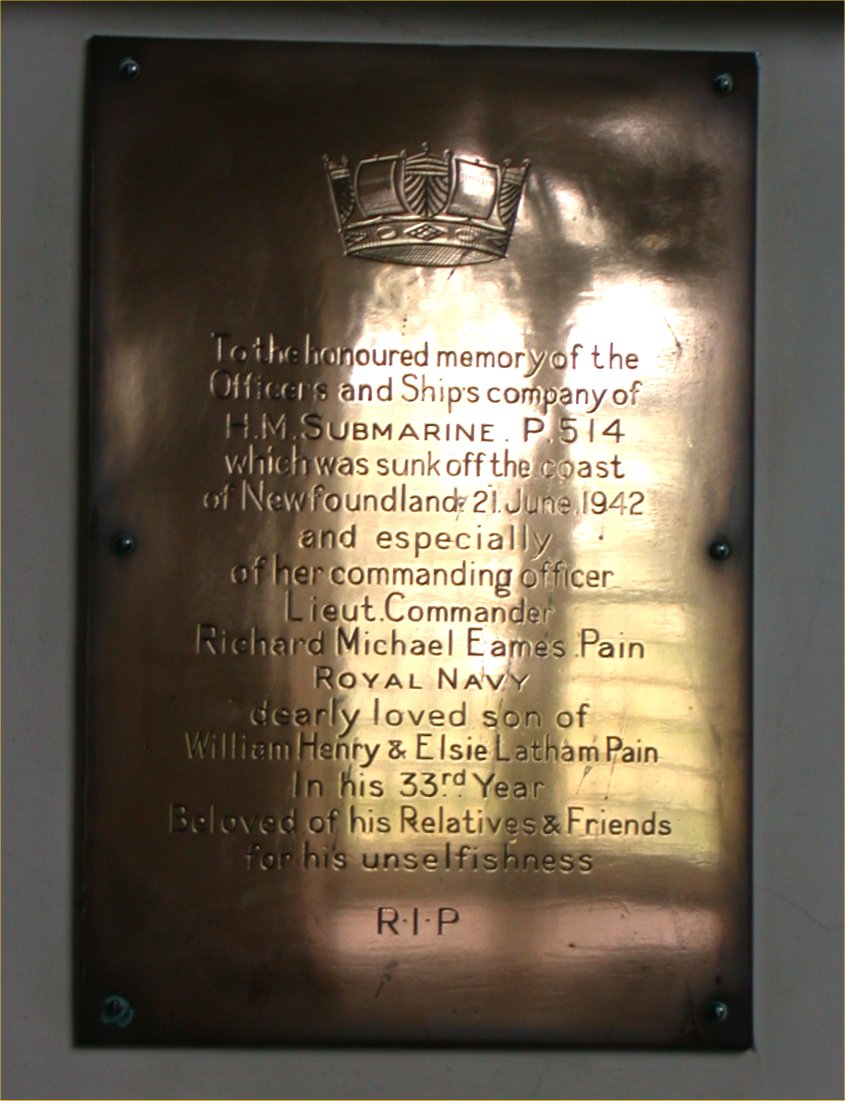 To the honoured memory of the
Officers and Ship's company of
H.M. SUBMARINE. P. 514
which was sunk off the coast
of Newfoundland, 21. June. 1942
and especially
of her commanding officer
Lieut. Commander
Richard Michael Eames Pain
ROYAL NAVY
dearly loved son of
William Henry & Elsie Latham Pain
In his 33rd Year
Beloved of his Relatives & Friends
for his unselfishness
R·I·P